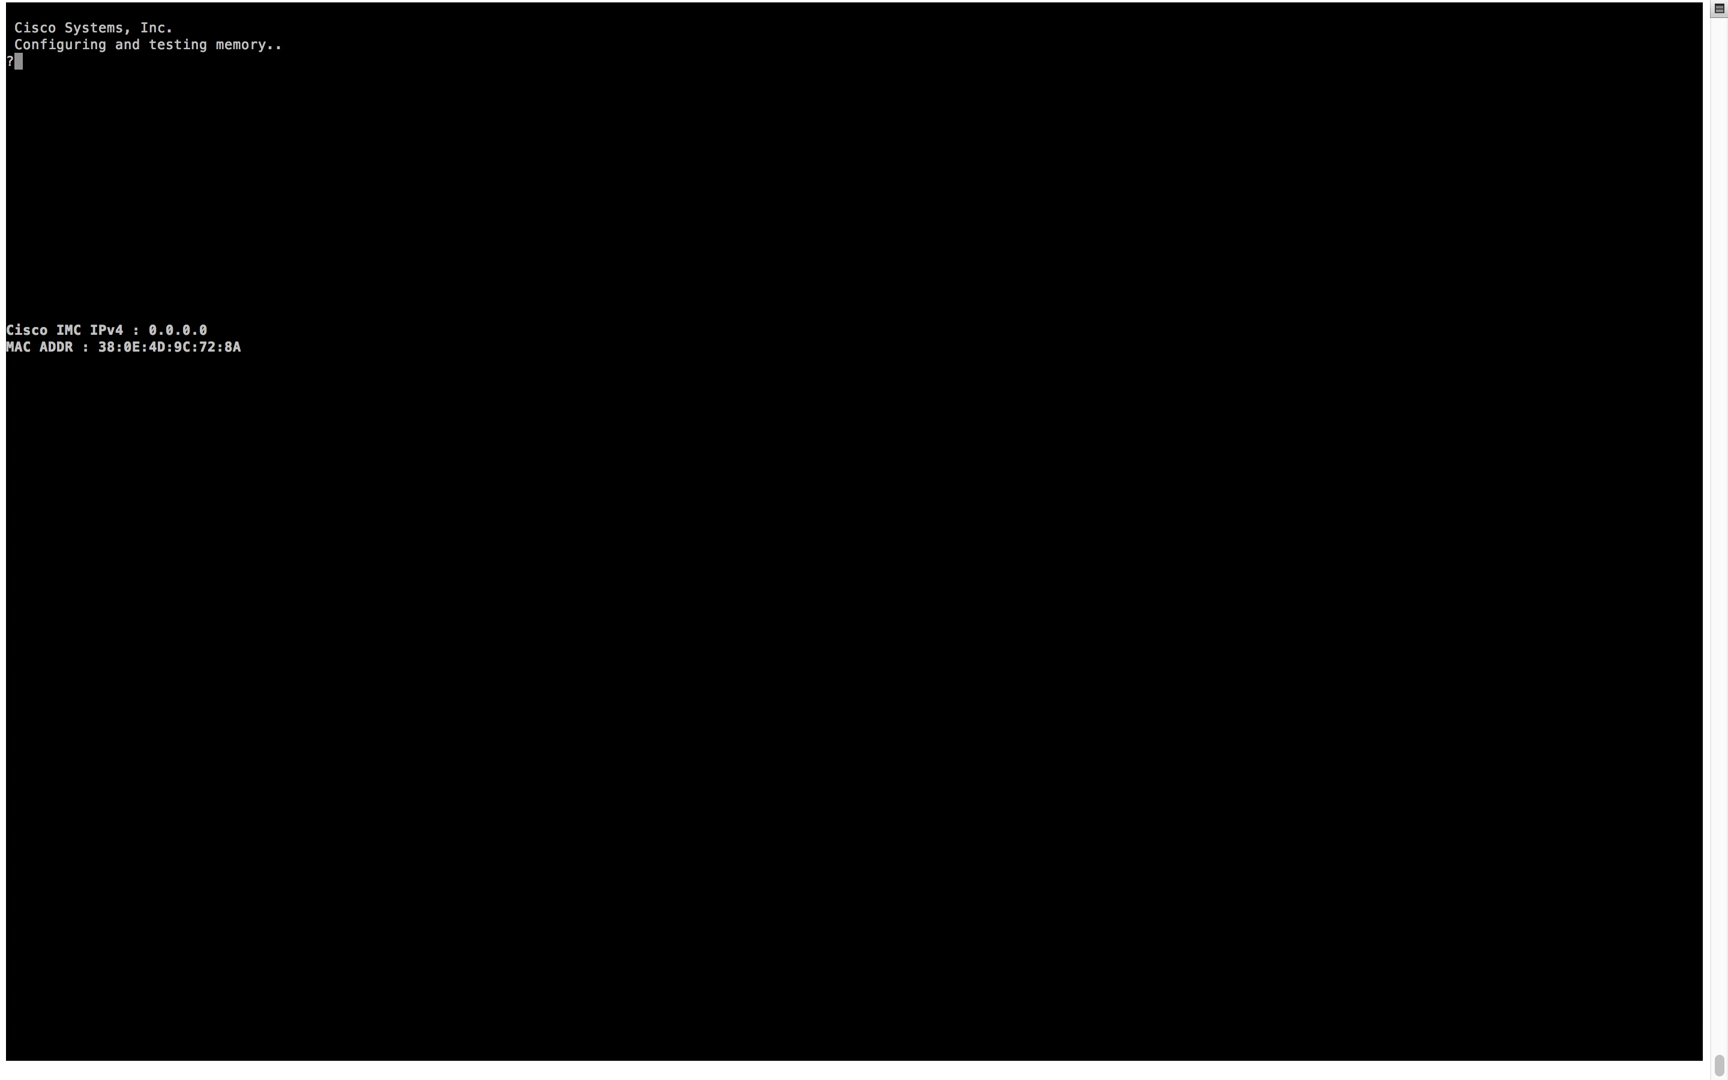 Cisco Systems, Inc.
Configuring and testing memory..
?
Cisco IMC IPv4 : 0.0.0.0
MAC ADDR : 38:0E:4D:9C:72:8A